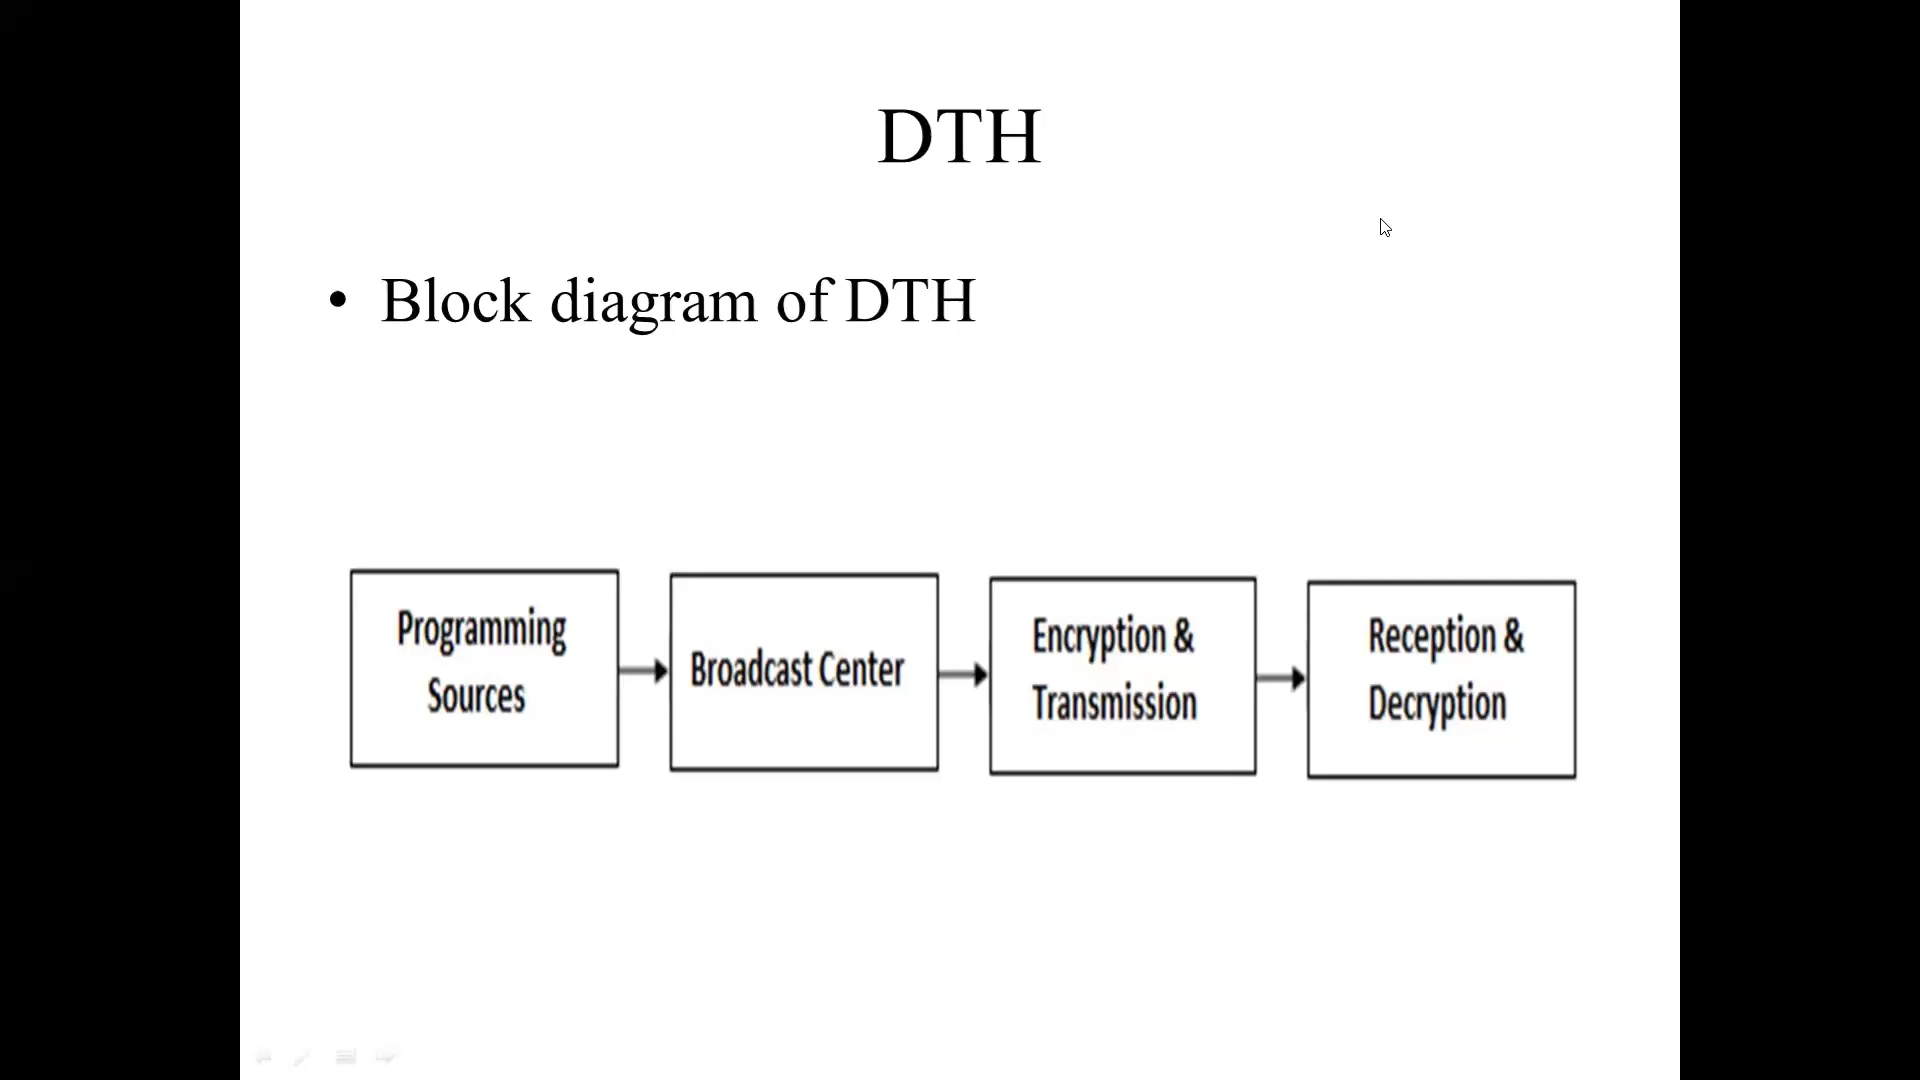 DTH
• Block diagram of DTH
Programming
Sources
Broadcast Center
Encryption &
Transmission
Reception &
Decryption